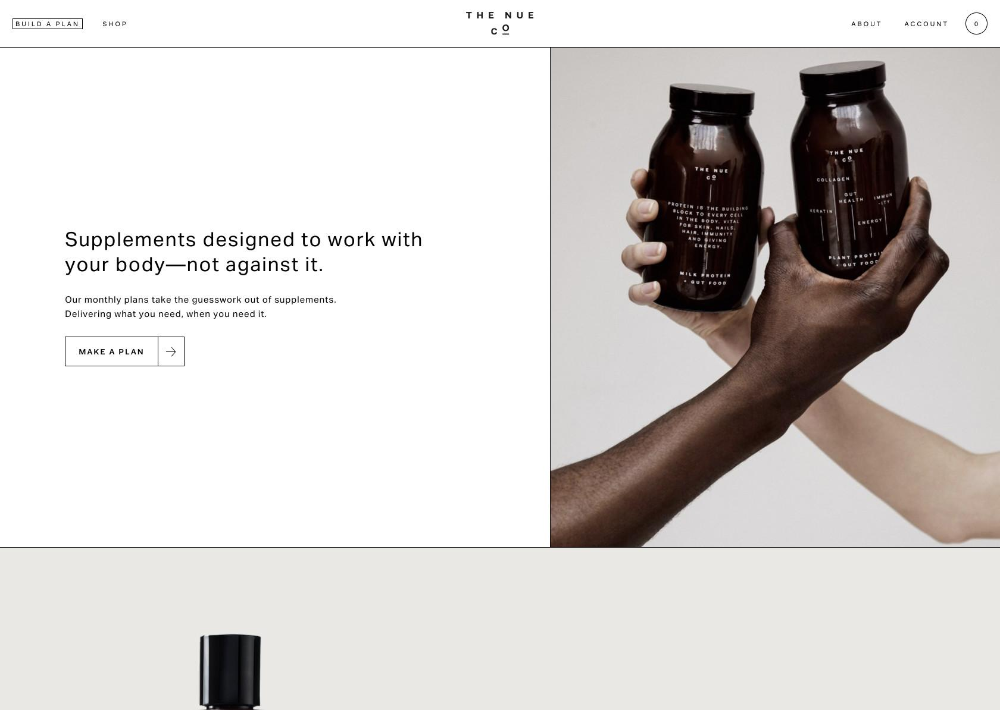 BUILD A PLAN
SHOP
THE NUE
CO
ABOUT
ACCOUNT
0
Supplements designed to work with
your body—not against it.
Our monthly plans take the guesswork out of supplements.
Delivering what you need, when you need it.
MAKE A PLAN
THE NUE
CO
PROTEIN IS THE BUILDING
BLOCK TO EVERY CELL
IN THE BODY. VITAL
FOR SKIN, NAILS,
HAIR, IMMUNITY
AND GIVING
ENERGY.
MILK PROTEIN
+ GUT FOOD
THE NUE
CO
COLLAGEN
GUT
HEALTH
IMMUN
-ITY
KERATIN
ENERGY
PLANT PROTEIN
+ GUT FOOD